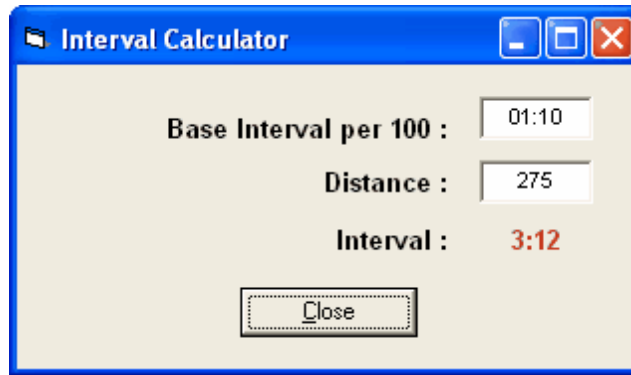 Interval Calculator
Base Interval per 100 : 01:10
Distance : 275
Interval : 3:12
Close